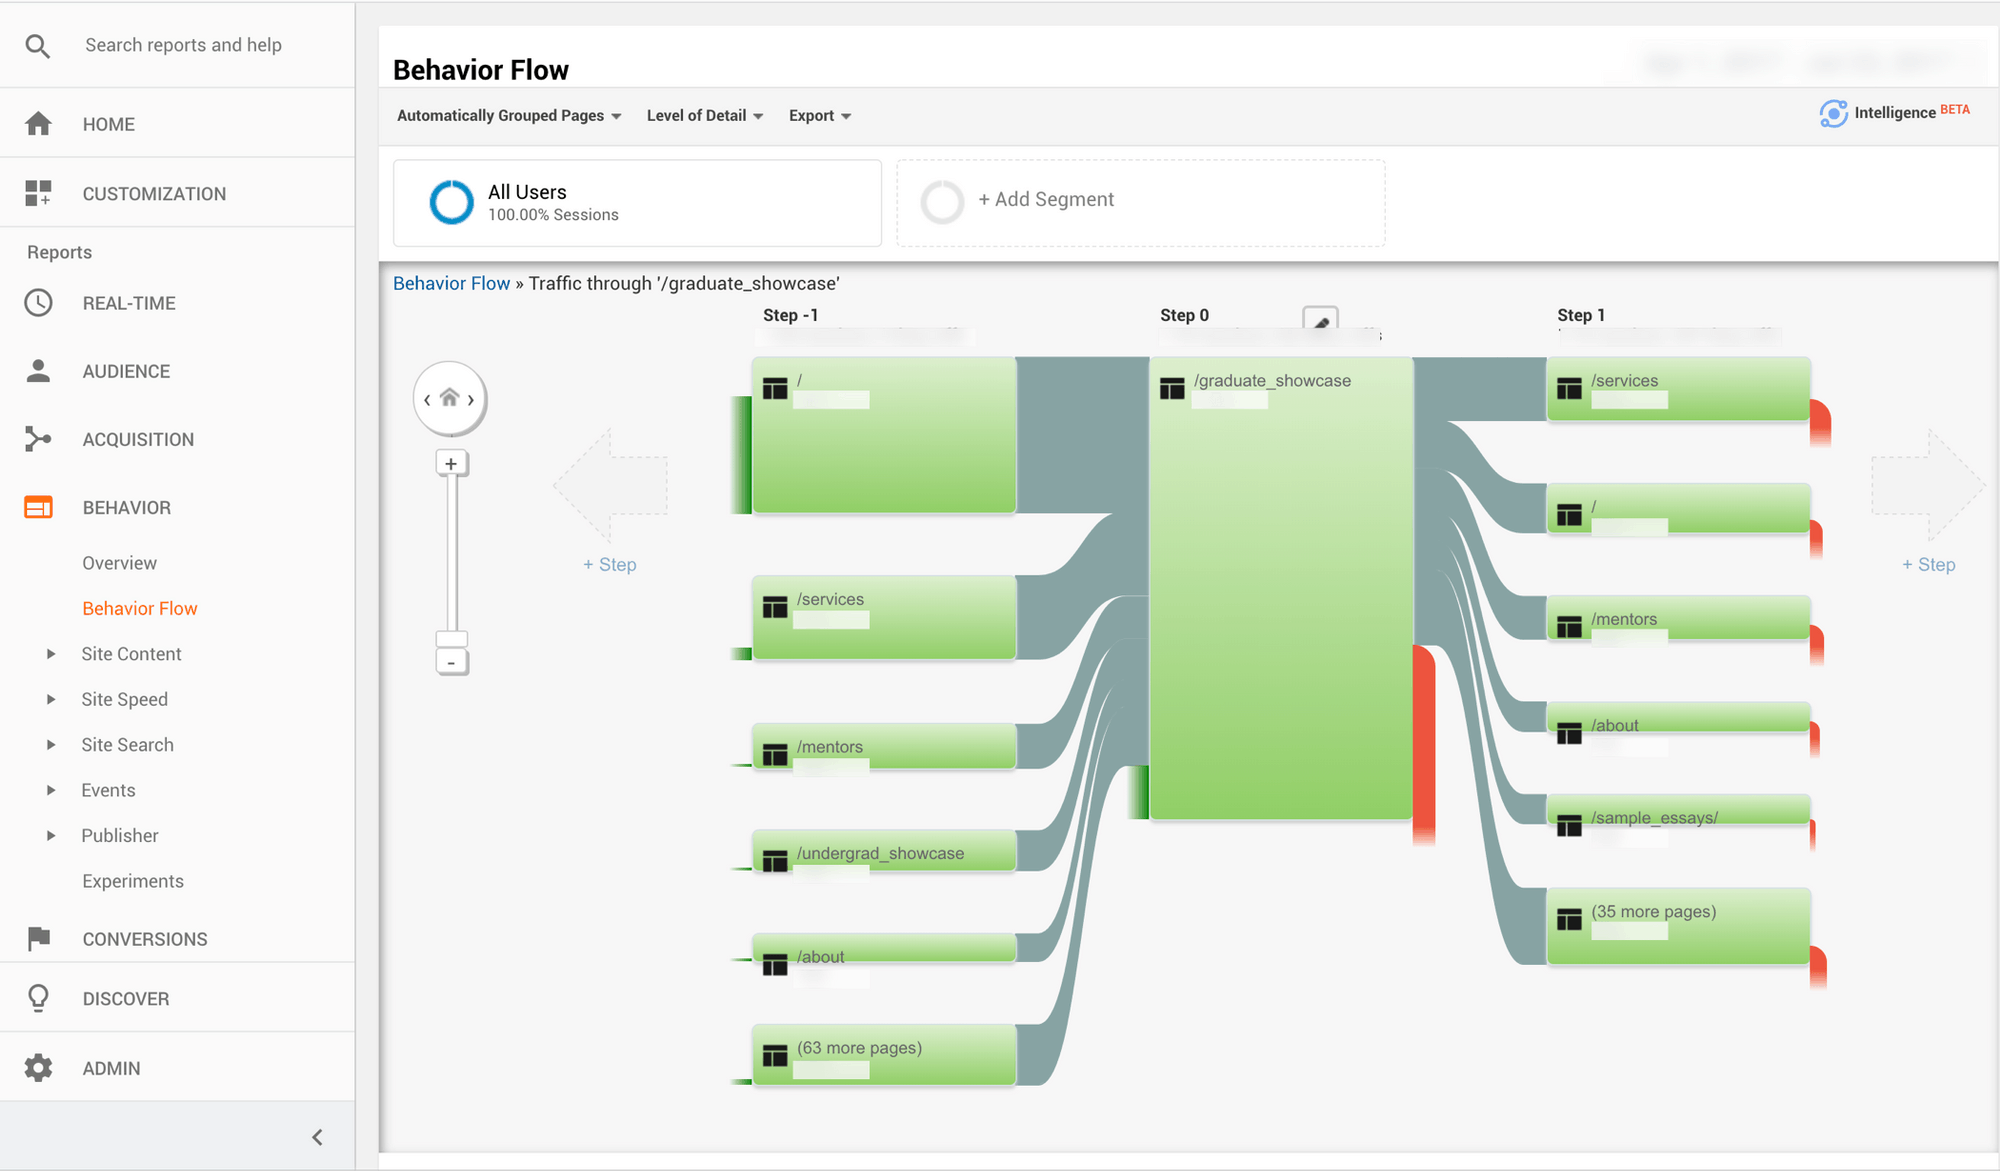 Search reports and help
HOME
CUSTOMIZATION
Reports
REAL-TIME
AUDIENCE
ACQUISITION
BEHAVIOR
Overview
Behavior Flow
Site Content
Site Speed
Site Search
Events
Publisher
Experiments
CONVERSIONS
DISCOVER
ADMIN
Behavior Flow
Automatically Grouped Pages
Level of Detail
Export
Intelligence BETA
All Users
100.00% Sessions
+ Add Segment
Behavior Flow » Traffic through '/graduate_showcase'
+
-
+ Step
Step -1
/
/services
/mentors
/undergrad_showcase
/about
(63 more pages)
Step 0
/graduate_showcase
Step 1
/services
/
/mentors
/about
/sample_essays/
(35 more pages)
+ Step